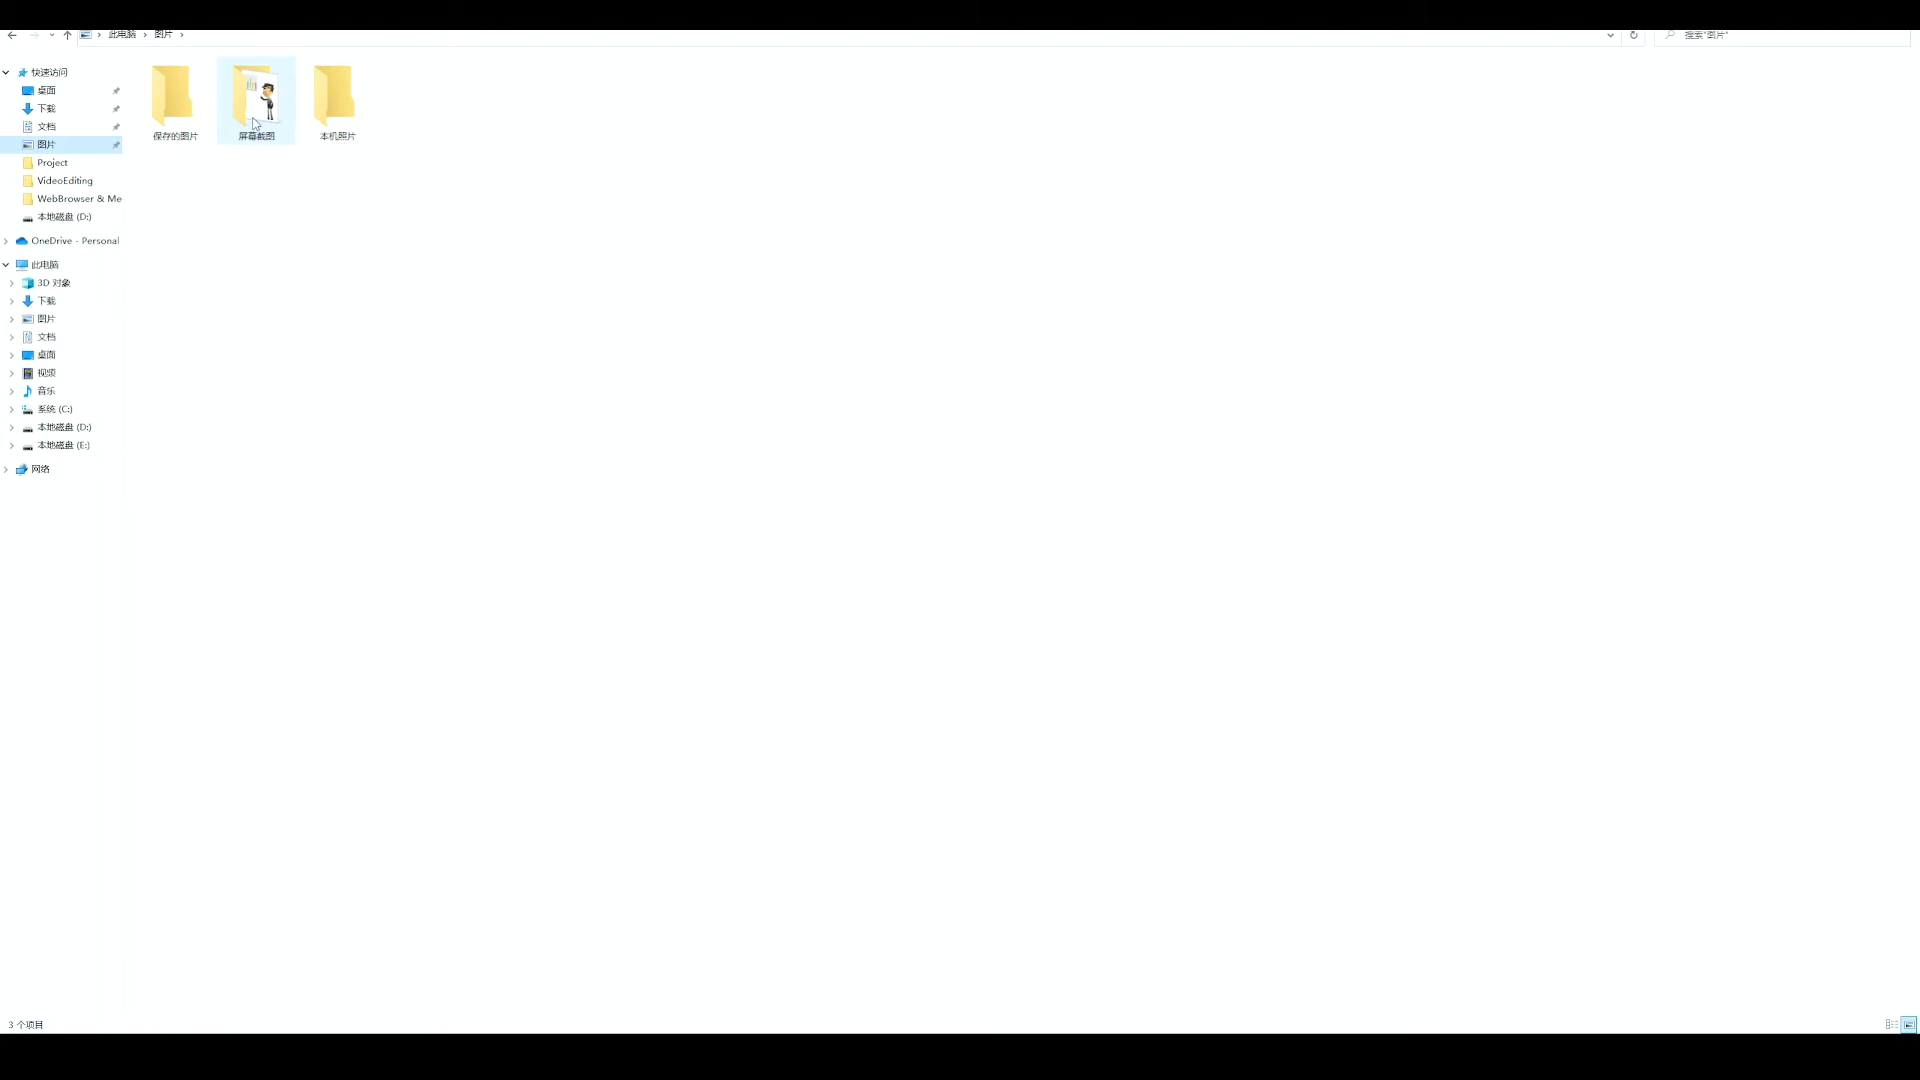 此电脑 › 图片 ›
搜索"图片"
快速访问
桌面
下载
文档
图片
Project
VideoEditing
WebBrowser & Me
本地磁盘 (D:)
OneDrive - Personal
此电脑
3D 对象
下载
图片
文档
桌面
视频
音乐
系统 (C:)
本地磁盘 (D:)
本地磁盘 (E:)
网络
保存的图片
屏幕截图
本机照片
3 个项目